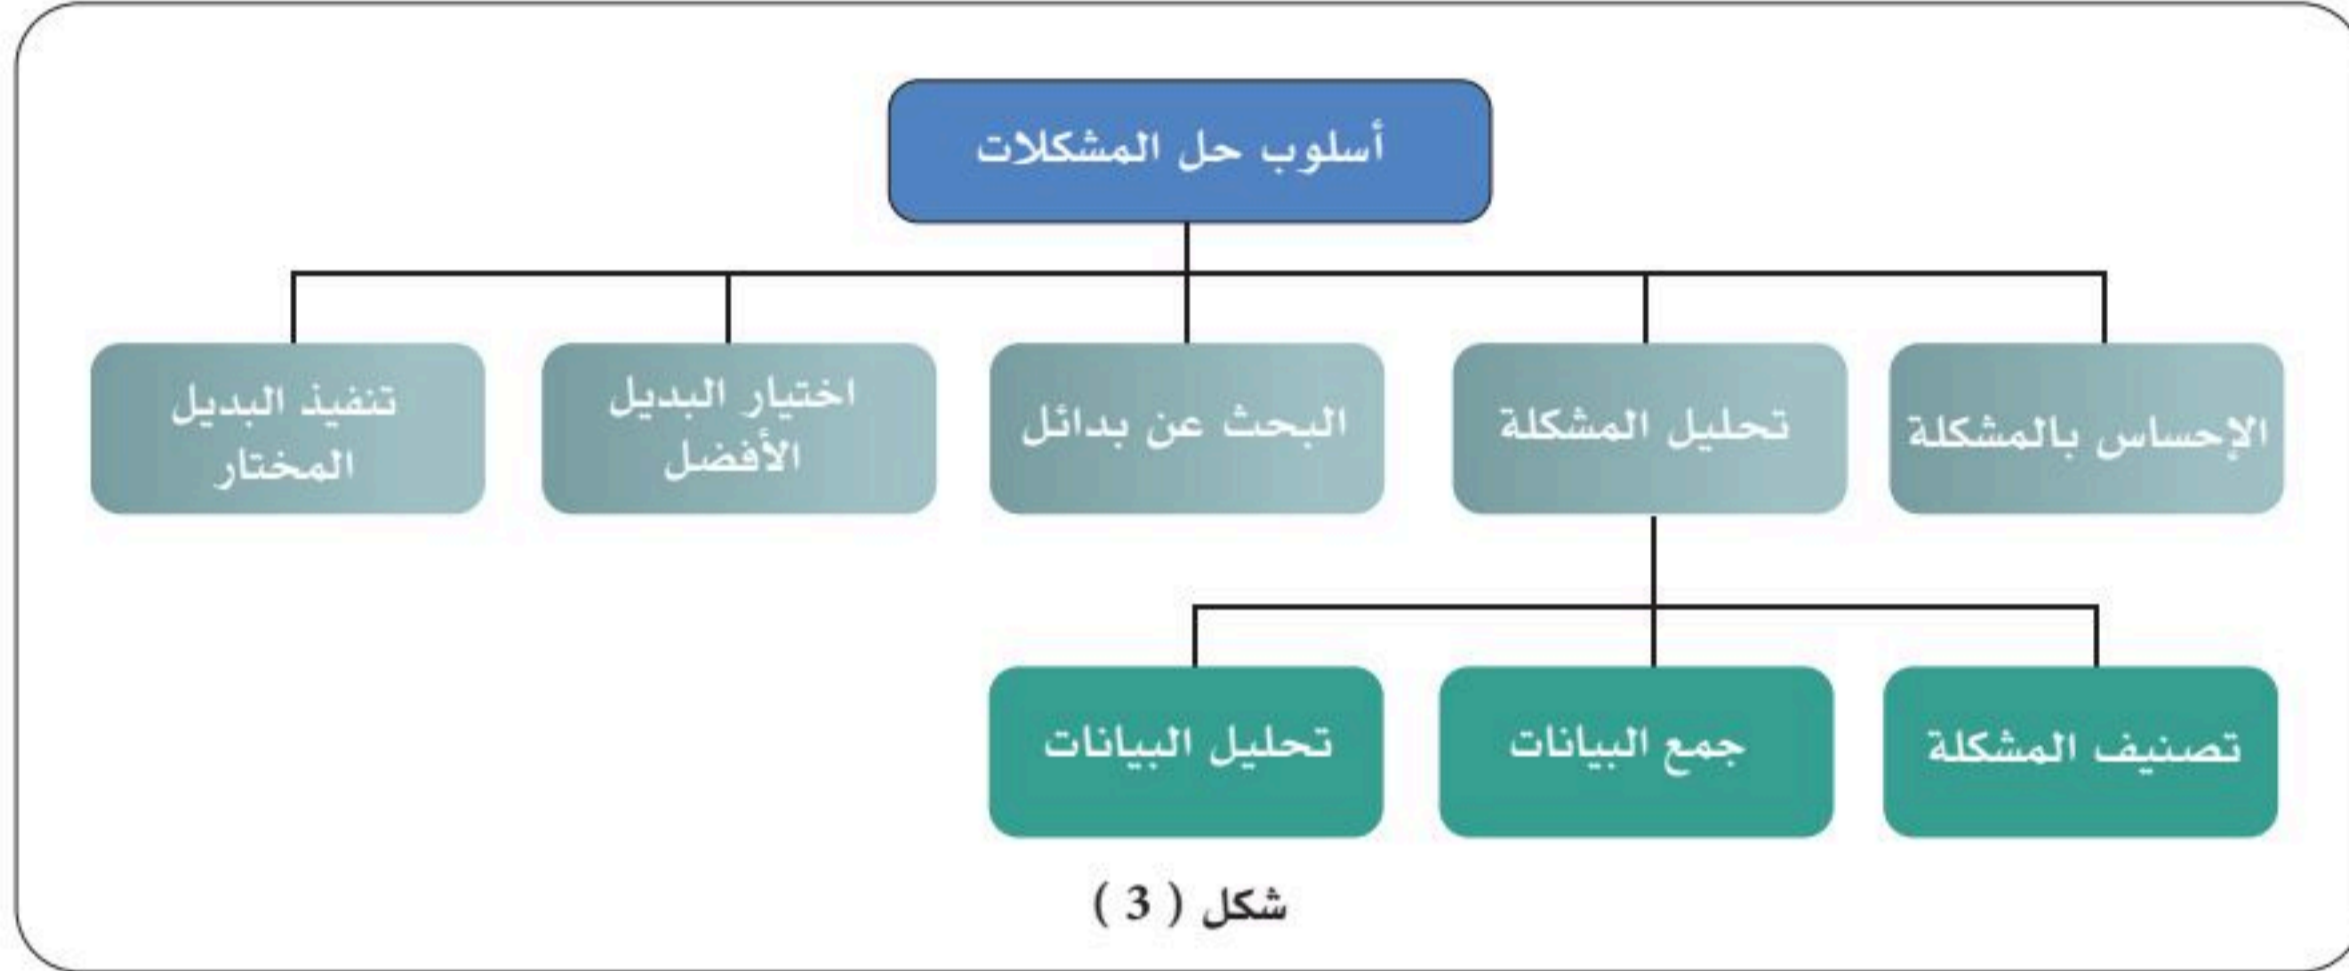 أسلوب حل المشكلات
الإحساس بالمشكلة
تحليل المشكلة
البحث عن بدائل
اختيار البديل
الأفضل
تنفيذ البديل
المختار
تصنيف المشكلة
جمع البيانات
تحليل البيانات
شكل ( 3 )